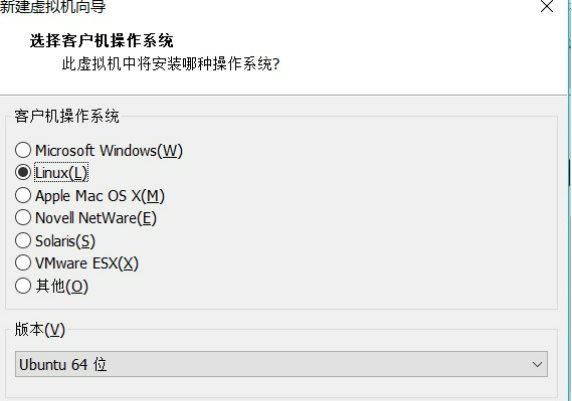 新建虚拟机向导
选择客户机操作系统
此虚拟机中将安装哪种操作系统?
客户机操作系统
Microsoft Windows(W)
Linux(L)
Apple Mac OS X(M)
Novell NetWare(E)
Solaris(S)
VMware ESX(X)
其他(O)
版本(V)
Ubuntu 64 位